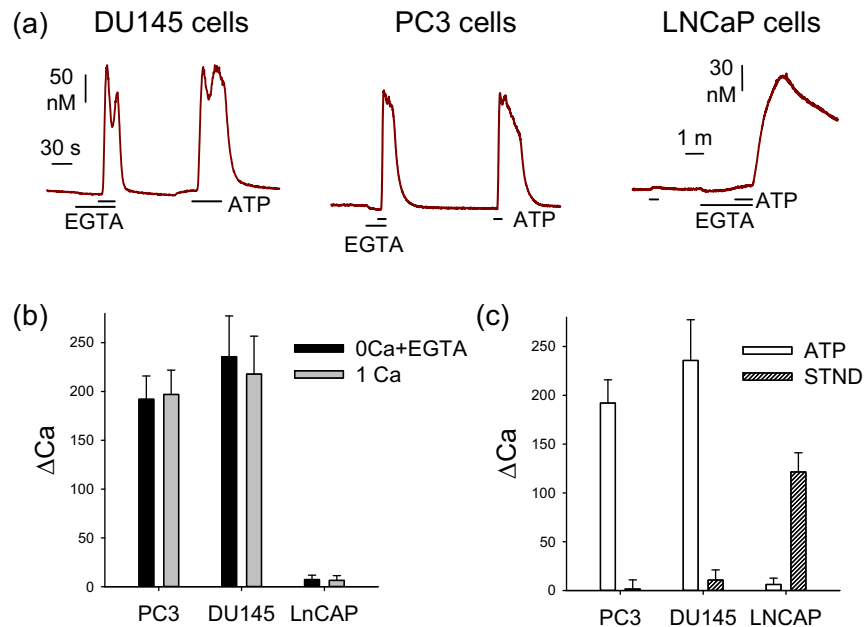 (a)
DU145 cells
PC3 cells
LNCaP cells
50
nM
30 s
EGTA
ATP
EGTA
ATP
30
nM
1 m
ATP
EGTA
(b)
ΔCa
250
200
150
100
50
0
0Ca+EGTA
1 Ca
PC3 DU145 LnCAP
(c)
ΔCa
250
200
150
100
50
0
ATP
STND
PC3 DU145 LNCAP